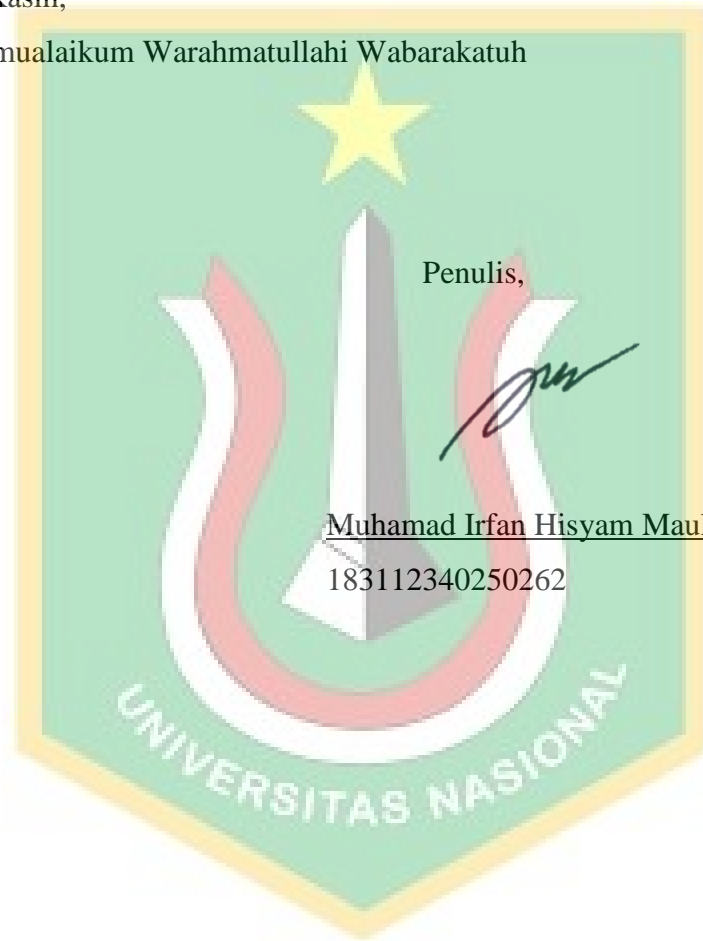 mualaikum Warahmatullahi Wabarakatuh
Penulis,
Muhamad Irfan Hisyam Maul
183112340250262
UNIVERSITAS NASIONAL